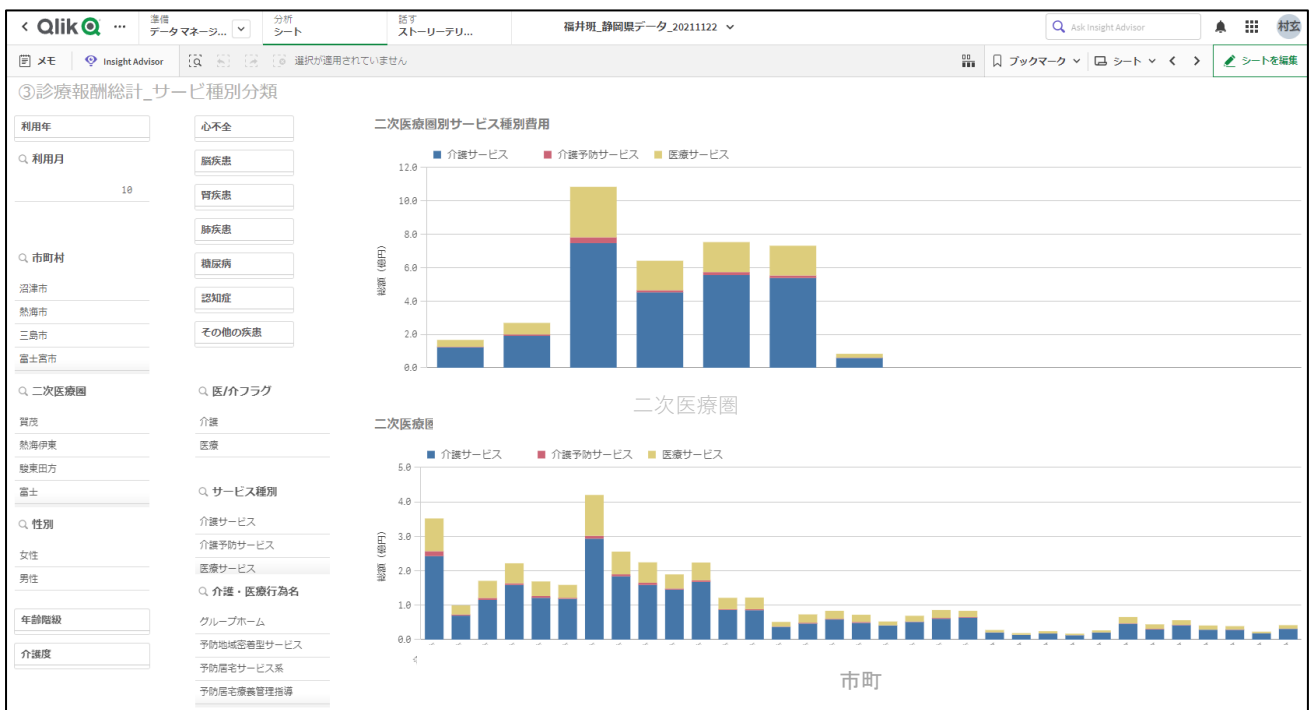 Qlik
準備
データ マネージ...
分析
シート
話す
ストーリーテリ...
福井班_静岡県データ_20211122
Ask Insight Advisor
村玄
メモ
Insight Advisor
選択が適用されていません
ブックマーク
シート
シートを編集
③診療報酬総計_サービ種別分類
利用年
利用月
10
市町村
沼津市
熱海市
三島市
富士宮市
二次医療圏
賀茂
熱海伊東
駿東田方
富士
性別
女性
男性
年齢階級
介護度
心不全
脳疾患
腎疾患
肺疾患
糖尿病
認知症
その他の疾患
医/介フラグ
介護
医療
サービス種別
介護サービス
介護予防サービス
医療サービス
介護・医療行為名
グループホーム
予防地域密着型サービス
予防居宅サービス系
予防居宅療養管理指導
二次医療圏別サービス種別費用
介護サービス 介護予防サービス 医療サービス
総額 (億円)
12.0
10.0
8.0
6.0
4.0
2.0
0.0
二次医療圏
二次医療圏
介護サービス 介護予防サービス 医療サービス
総額 (億円)
5.0
4.0
3.0
2.0
1.0
0.0
市町